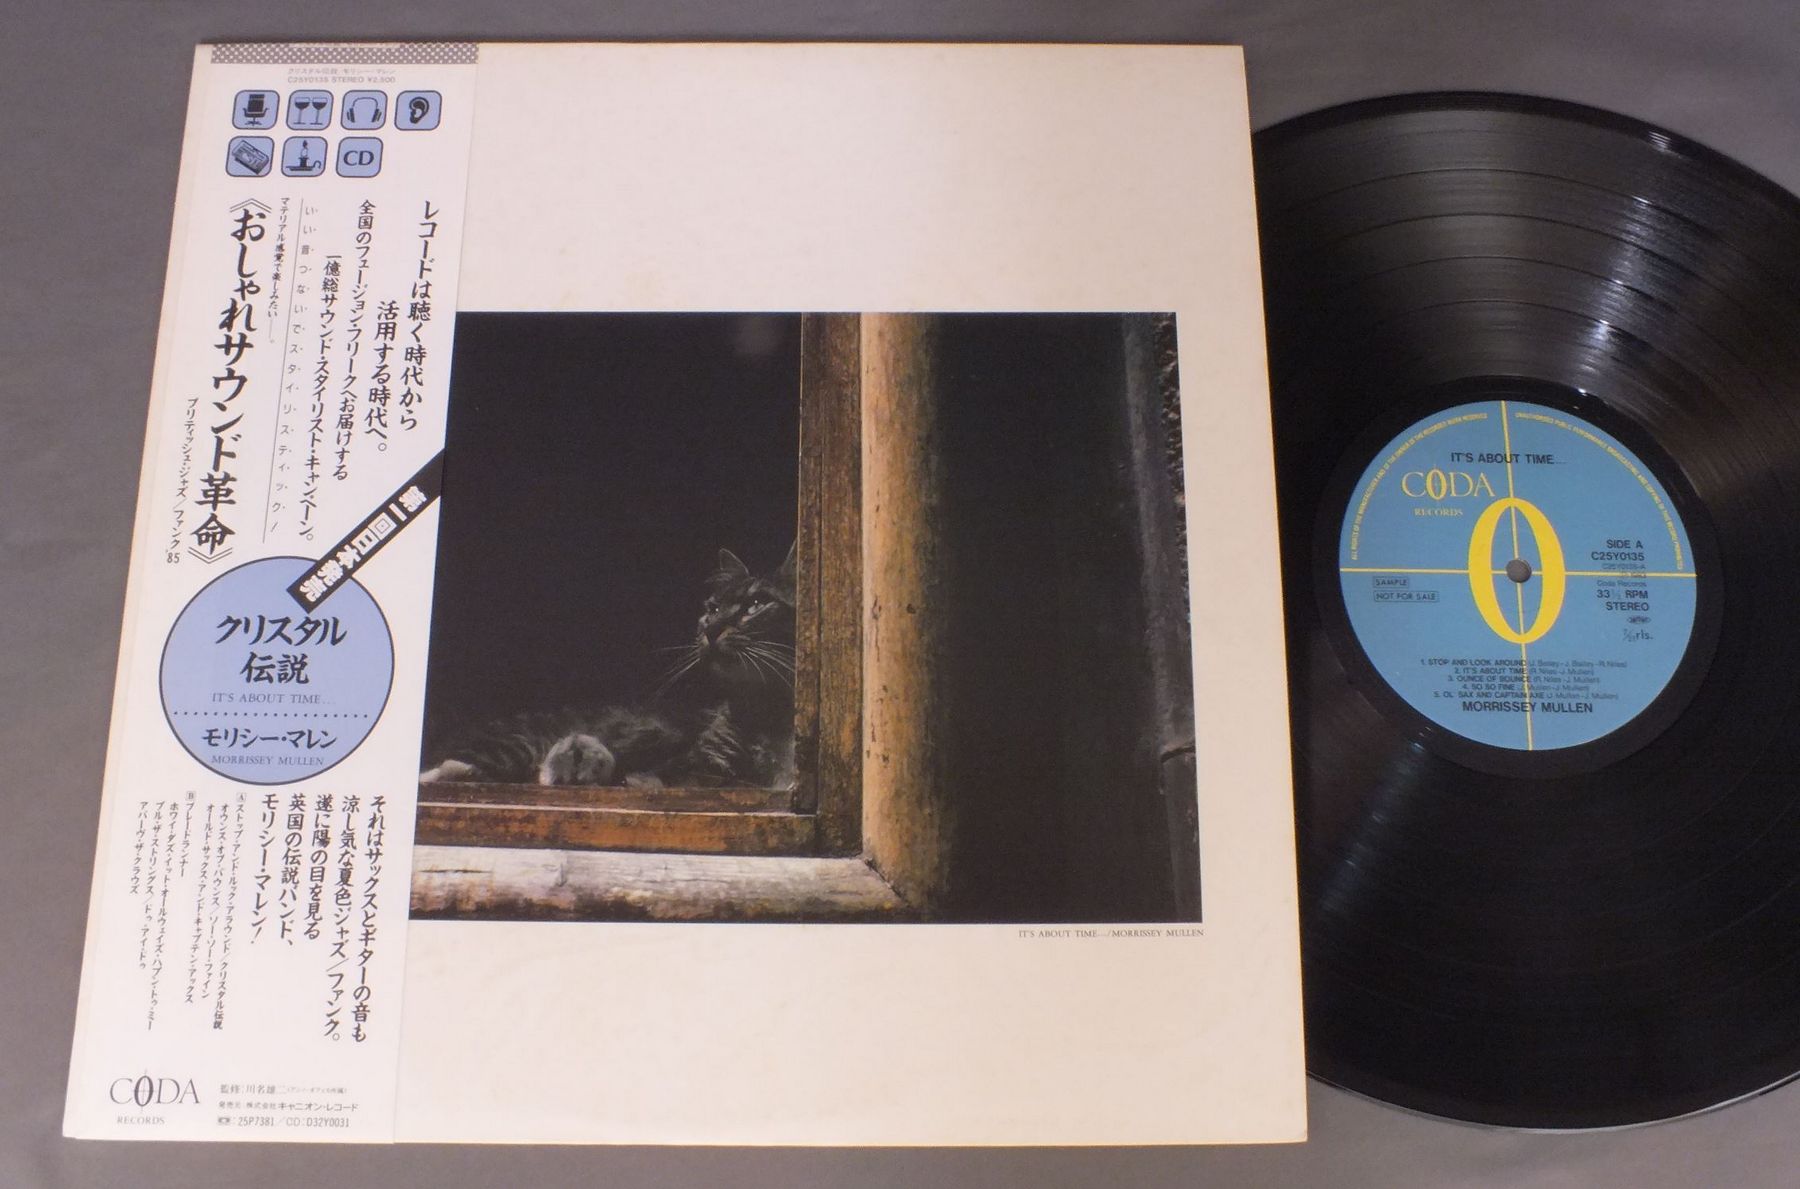 クリスタル伝説/モリシー・マレン
C25Y0135 STEREO ¥2,500
CD
レコードは聴く時代から
活用する時代へ。
全国のフュージョン・フリークへお届けする
一億総サウンド・スタイリスト・キャンペーン。
いい音つないでスタイリスティック!
マテリアル感覚で楽しみたい——。
《おしゃれサウンド革命》
ブリティッシュ・ジャズ/ファンク'85
クリスタル
伝説
IT'S ABOUT TIME...
モリシー・マレン
MORRISSEY MULLEN
それはサックスとギターの音も
涼し気な夏色ジャズ/ファンク。
遂に陽の目を見る
英国の伝説バンド、
モリシー・マレン!
A ストップ・アンド・ルック・アラウンド/クリスタル伝説
オウンス・オブ・バウンス/ソー・ソー・ファイン
オールド・サックス・アンド・キャプテン・アックス
B ブレードランナー
ホワイ・ダズ・イット・オールウェイズ・ハプン・トゥ・ミー
プル・ザ・ストリングス/ドゥ・アイ・ドゥ
アバーヴ・ザ・クラウズ
CODA
RECORDS
監修:川名雄二
発売元:株式会社キャニオン・レコード
:25P7381/CD:D32Y0031
IT'S ABOUT TIME.../MORRISSEY MULLEN
IT'S ABOUT TIME...
CODA
RECORDS
SIDE A
C25Y0135
C25Y0135-A
Coda Records
33⅓ RPM
STEREO
SAMPLE
NOT FOR SALE
1. STOP AND LOOK AROUND (J. Bailey-J. Bailey-R. Niles)
2. IT'S ABOUT TIME (R. Niles-J. Mullen)
3. OUNCE OF BOUNCE (R. Niles-J. Mullen)
4. SO SO FINE (J. Mullen-J. Mullen)
5. OL' SAX AND CAPTAIN AXE (J. Mullen-J. Mullen)
MORRISSEY MULLEN